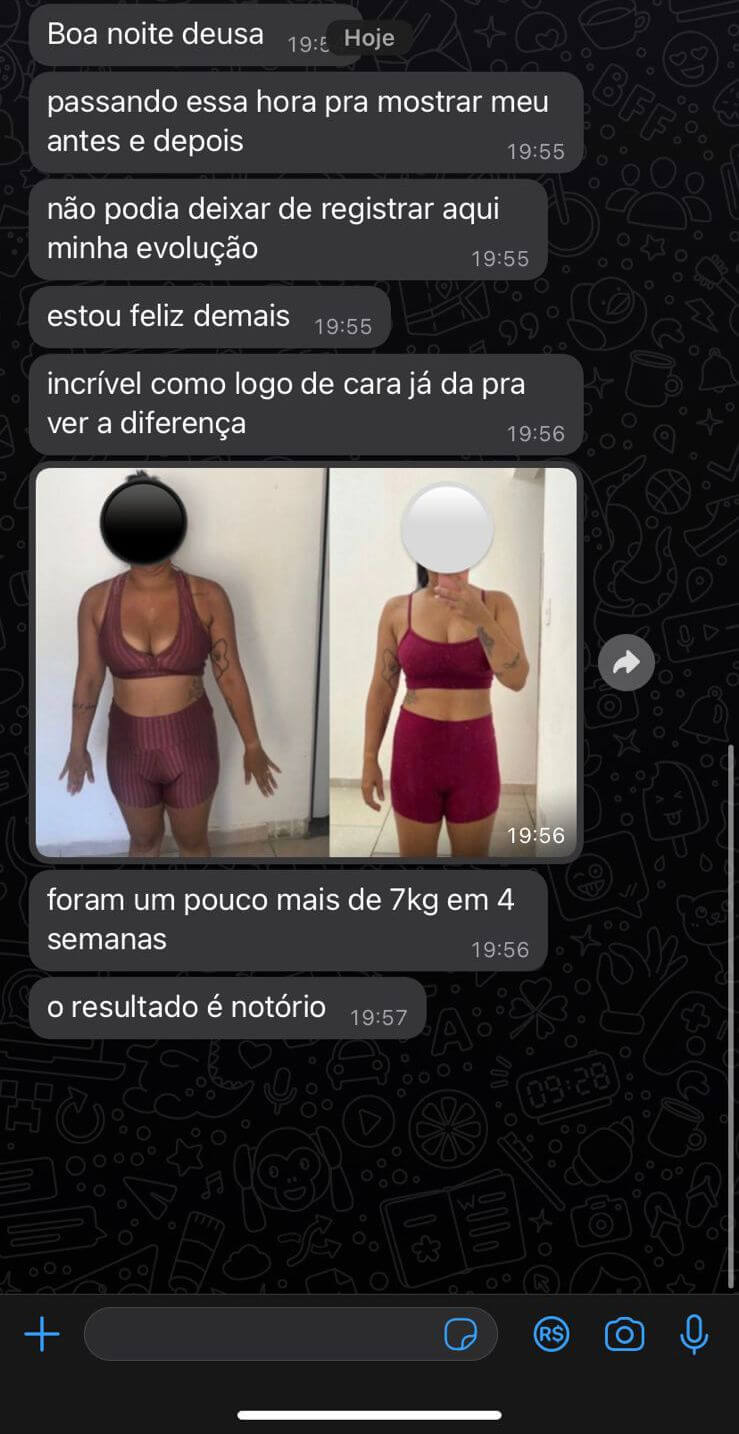 Boa noite deusa
Hoje
passando essa hora pra mostrar meu
antes e depois
19:55
não podia deixar de registrar aqui
minha evolução
19:55
estou feliz demais 19:55
incrível como logo de cara já da pra
ver a diferença
19:56
19:56
foram um pouco mais de 7kg em 4
semanas
19:56
o resultado é notório 19:57
BFF
09:28
A
W
R$